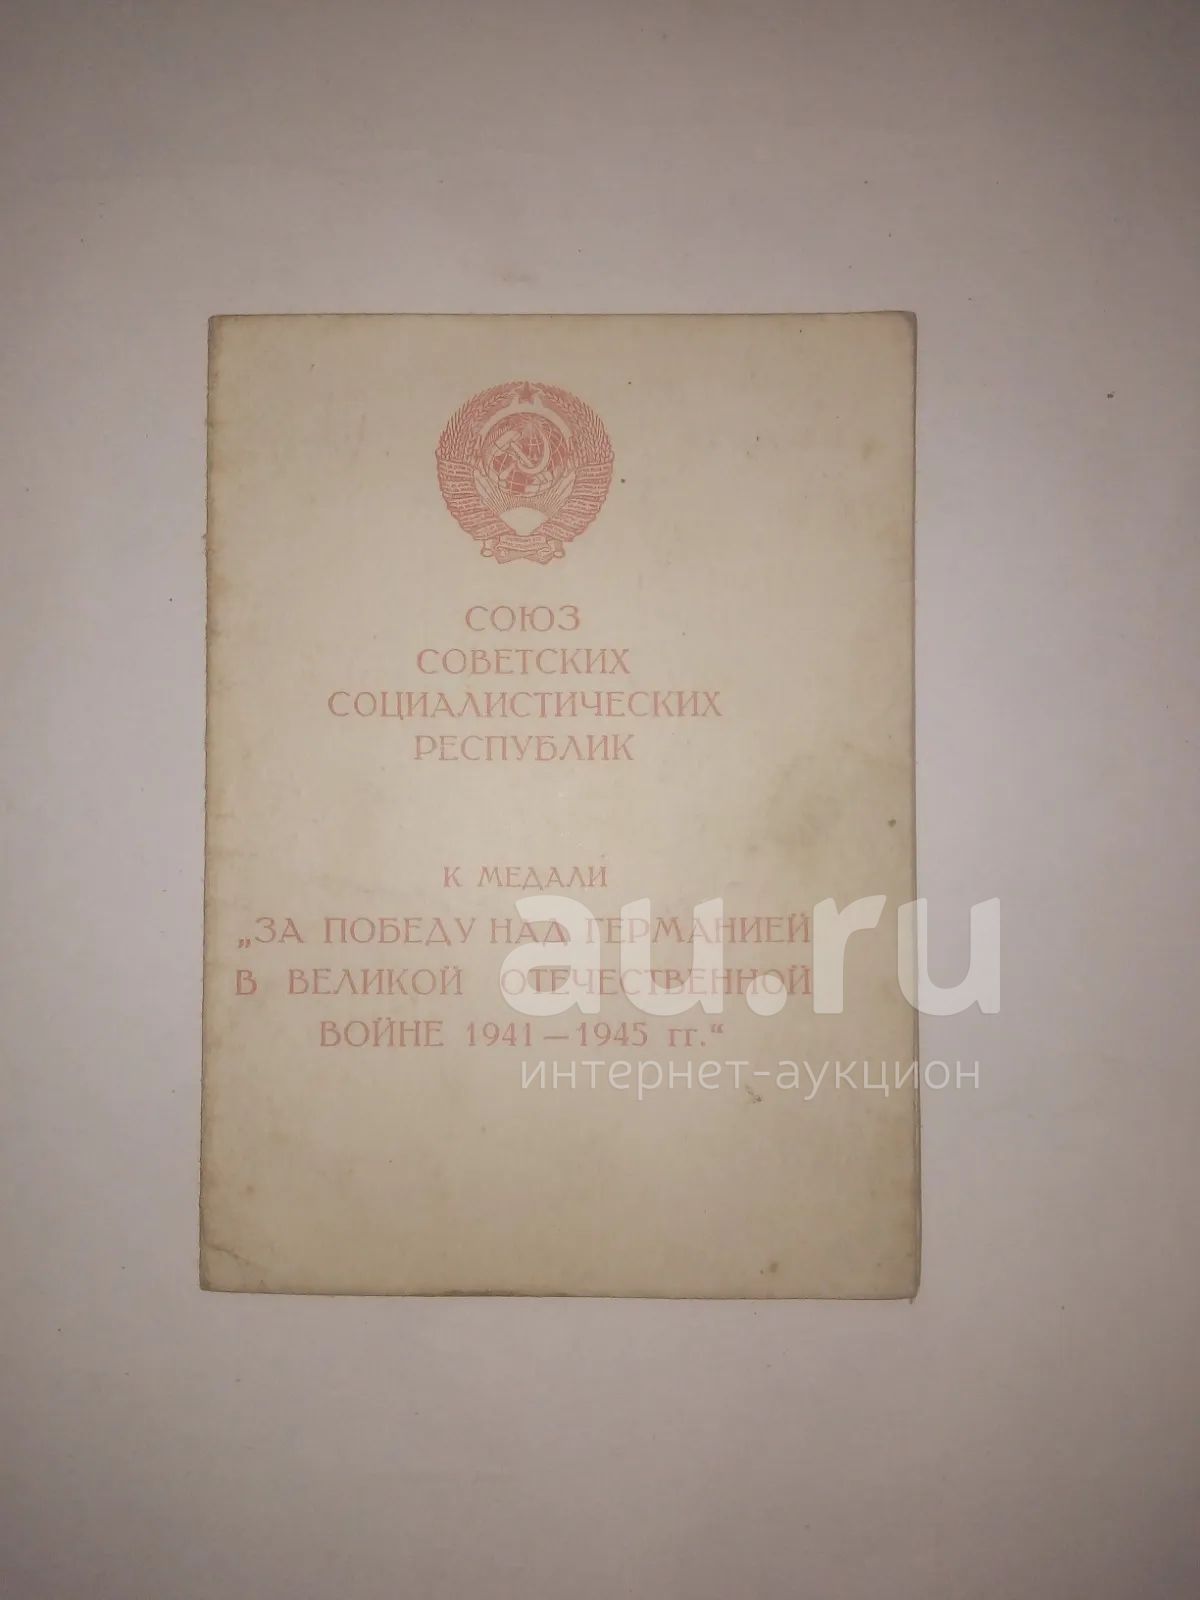 СОЮЗ
СОВЕТСКИХ
СОЦИАЛИСТИЧЕСКИХ
РЕСПУБЛИК
К МЕДАЛИ
„ЗА ПОБЕДУ НАД ГЕРМАНИЕЙ
В ВЕЛИКОЙ ОТЕЧЕСТВЕННОЙ
ВОЙНЕ 1941—1945 гг.“
au.ru
интернет-аукцион